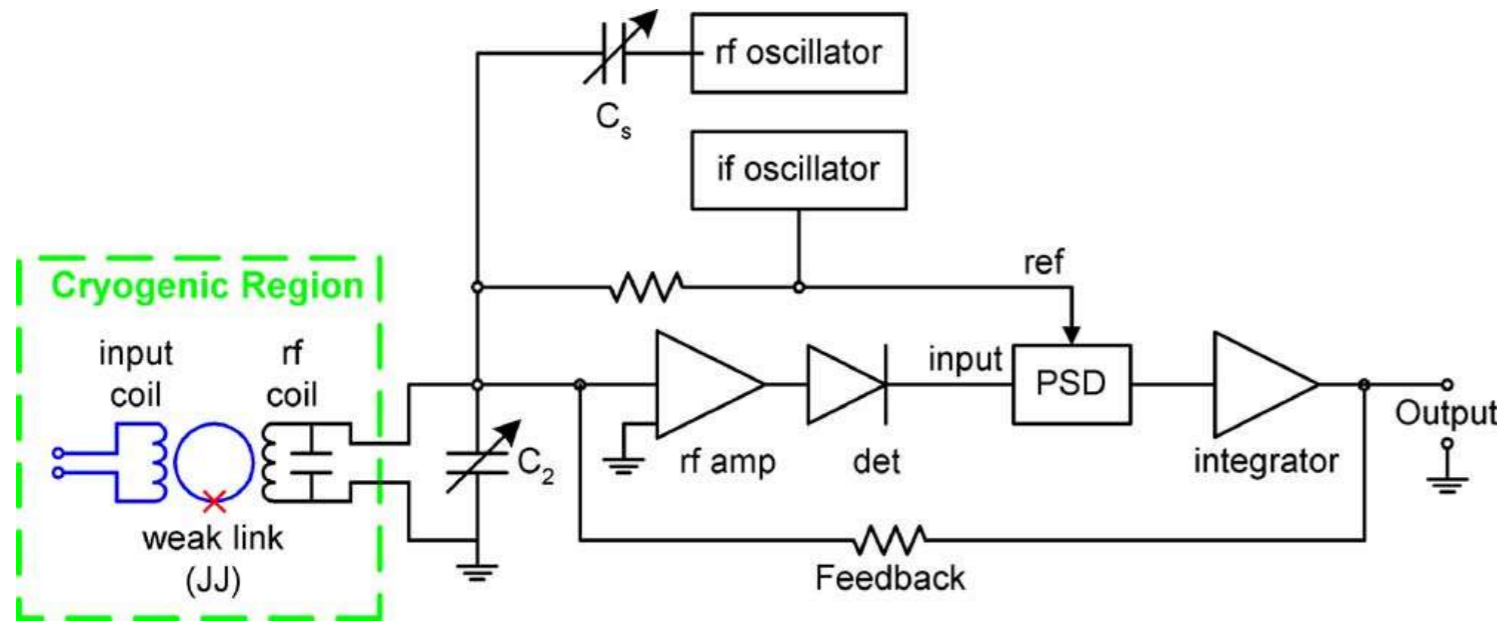 rf oscillator
Cs
if oscillator
ref
Cryogenic Region
input
coil
rf
coil
input
PSD
Output
C2
rf amp
det
integrator
weak link
(JJ)
Feedback